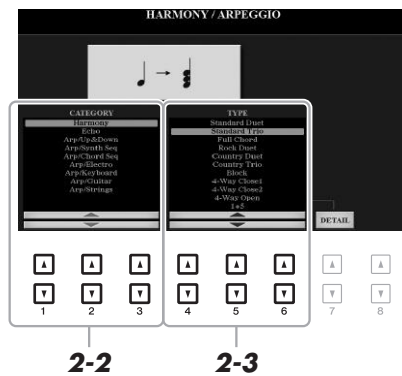 HARMONY / ARPEGGIO
CATEGORY
Harmony
Echo
Arp/Up&Down
Arp/Synth Seq
Arp/Chord Seq
Arp/Electro
Arp/Keyboard
Arp/Guitar
Arp/Strings
TYPE
Standard Duet
Standard Trio
Full Chord
Rock Duet
Country Duet
Country Trio
Block
4-Way Close1
4-Way Close2
4-Way Open
1+5
DETAIL
1 2 3 4 5 6 7 8
2-2 2-3